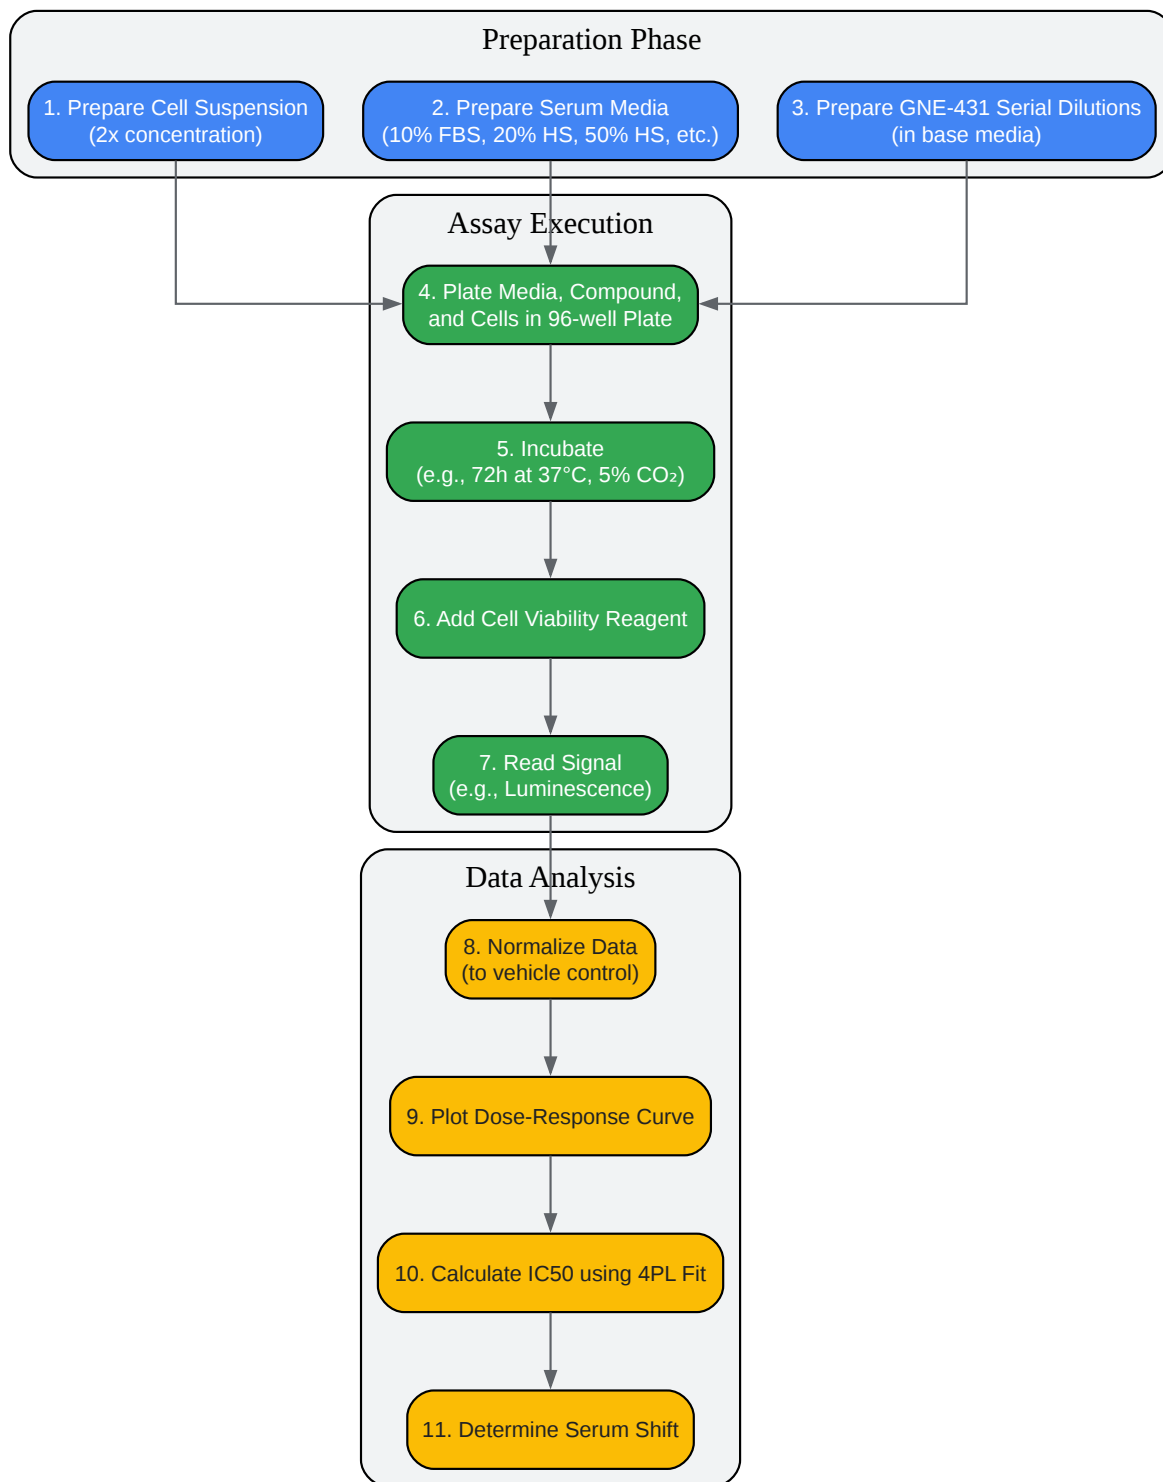 Preparation Phase
1. Prepare Cell Suspension
(2x concentration)
2. Prepare Serum Media
(10% FBS, 20% HS, 50% HS, etc.)
3. Prepare GNE-431 Serial Dilutions
(in base media)
Assay Execution
4. Plate Media, Compound,
and Cells in 96-well Plate
5. Incubate
(e.g., 72h at 37°C, 5% CO₂)
6. Add Cell Viability Reagent
7. Read Signal
(e.g., Luminescence)
Data Analysis
8. Normalize Data
(to vehicle control)
9. Plot Dose-Response Curve
10. Calculate IC50 using 4PL Fit
11. Determine Serum Shift